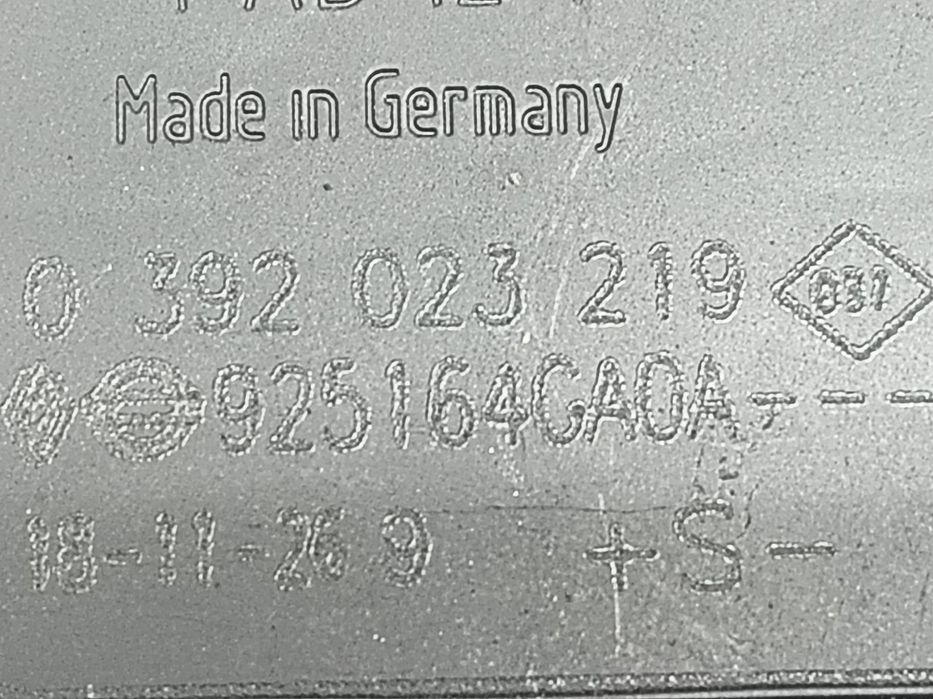 Made in Germany
0 392 023 219 031
925164GA0A----
18-11-26 9 + S -